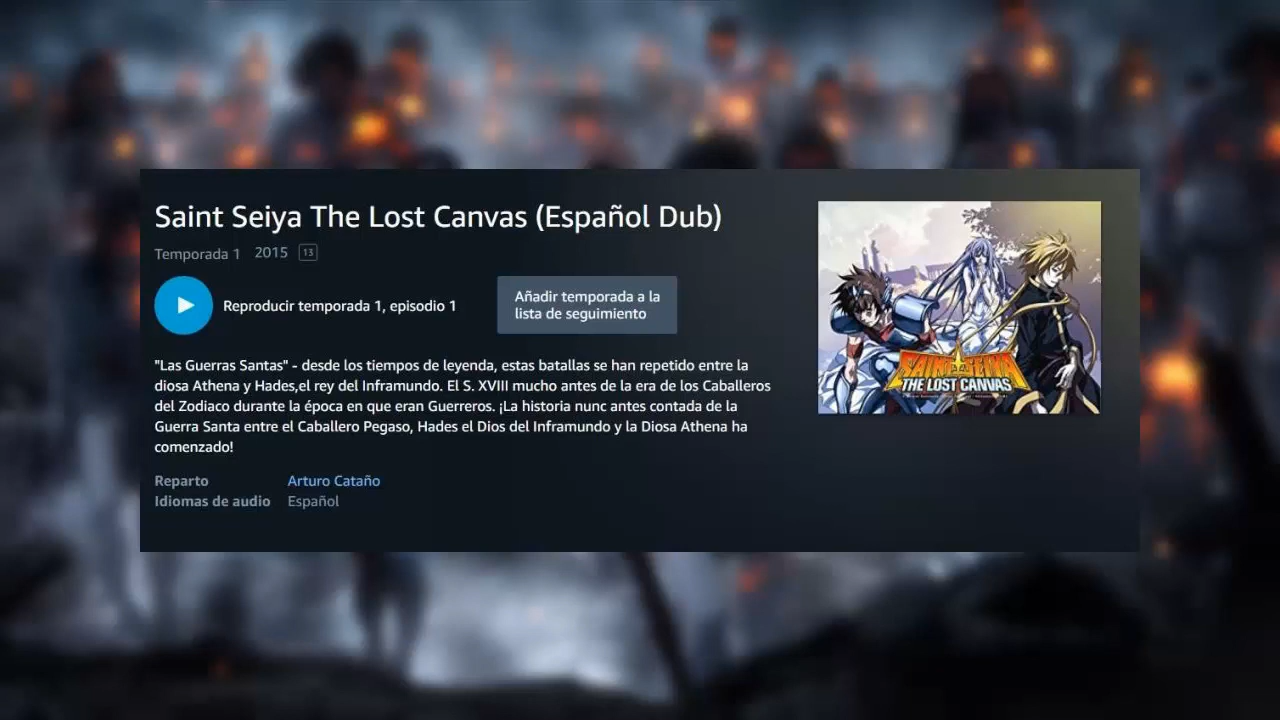 Saint Seiya The Lost Canvas (Español Dub)
Temporada 1 2015 13
Reproducir temporada 1, episodio 1
Añadir temporada a la
lista de seguimiento
"Las Guerras Santas" - desde los tiempos de leyenda, estas batallas se han repetido entre la
diosa Athena y Hades,el rey del Inframundo. El S. XVIII mucho antes de la era de los Caballeros
del Zodiaco durante la época en que eran Guerreros. ¡La historia nunc antes contada de la
Guerra Santa entre el Caballero Pegaso, Hades el Dios del Inframundo y la Diosa Athena ha
comenzado!
Reparto Arturo Cataño
Idiomas de audio Español
SAINT SEIYA
THE LOST CANVAS